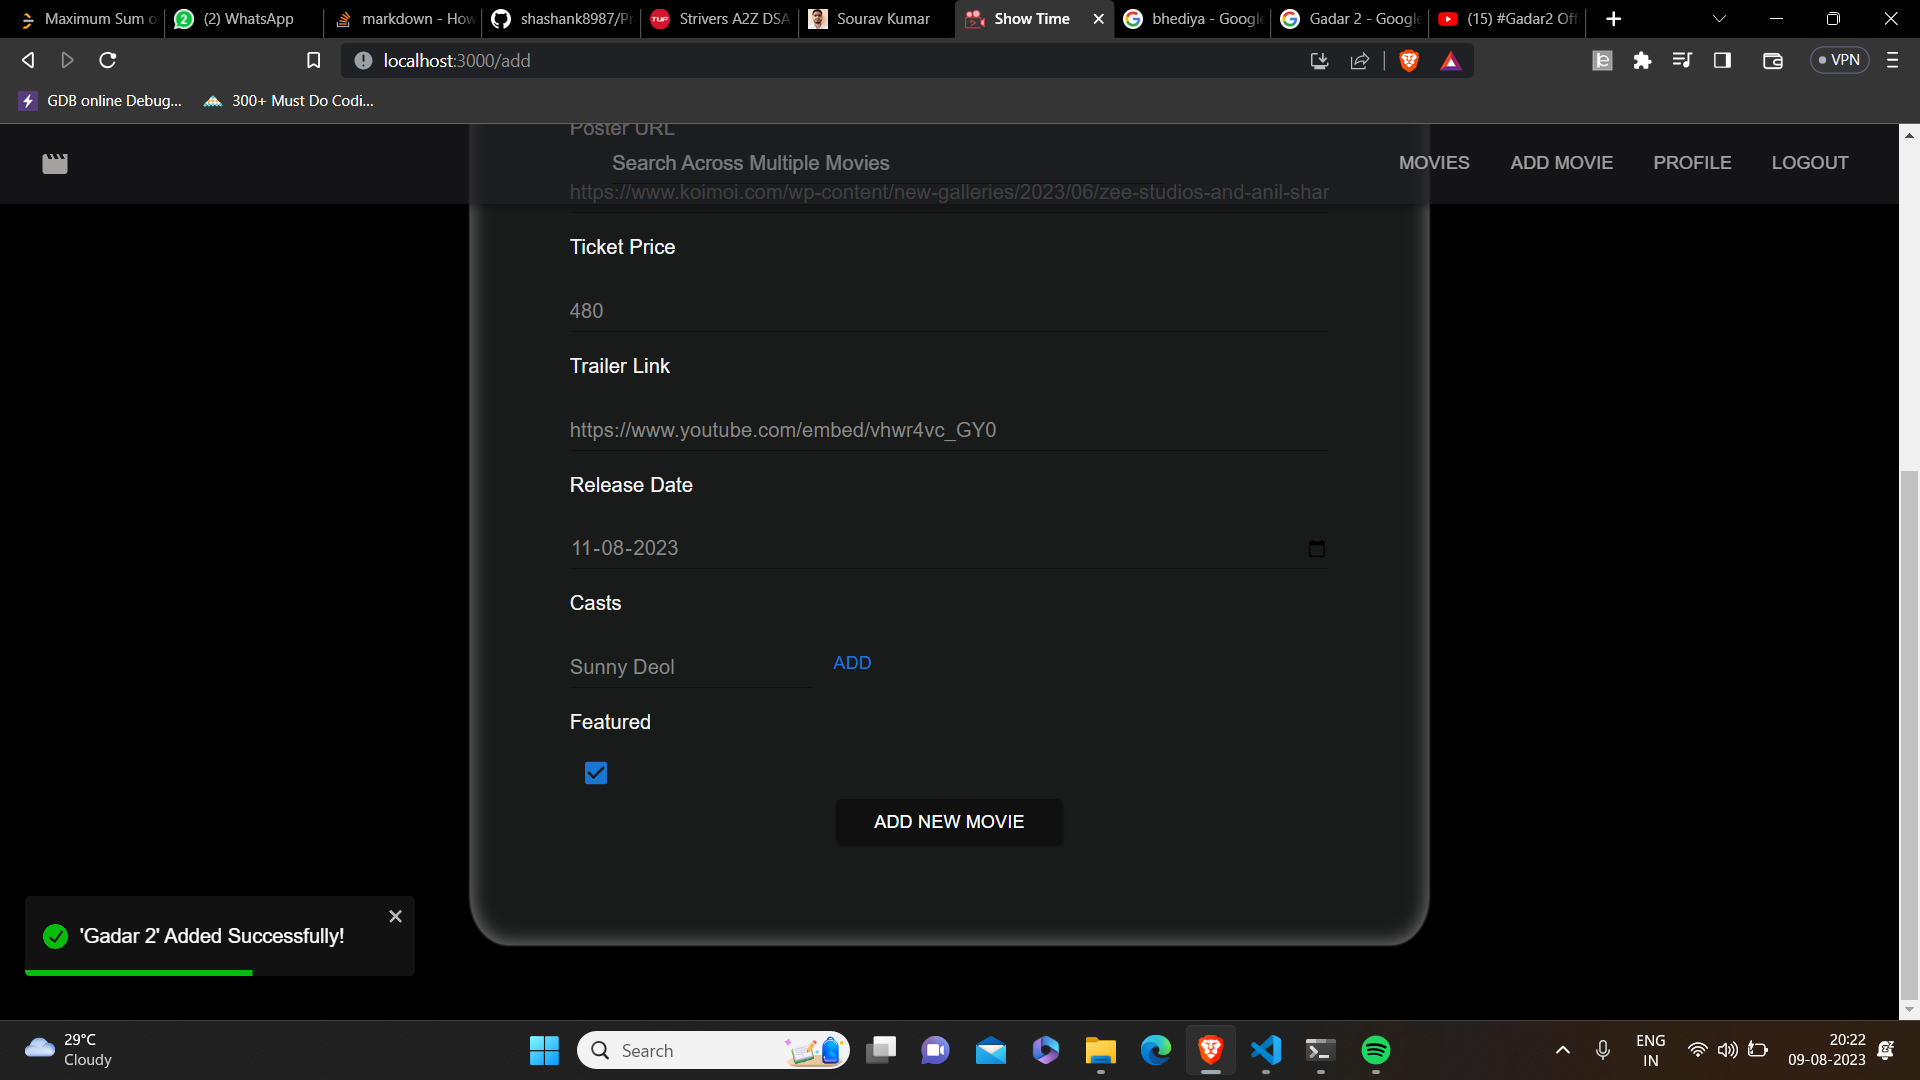 Maximum Sum o
(2) WhatsApp
markdown - How
shashank8987/Pr
TUF
Strivers A2Z DSA
Sourav Kumar
Show Time
bhediya - Google
Gadar 2 - Google
(15) #Gadar2 Off
localhost:3000/add
VPN
GDB online Debug...
300+ Must Do Codi...
Poster URL
Search Across Multiple Movies
MOVIES
ADD MOVIE
PROFILE
LOGOUT
https://www.koimoi.com/wp-content/new-galleries/2023/06/zee-studios-and-anil-shar
Ticket Price
480
Trailer Link
https://www.youtube.com/embed/vhwr4vc_GY0
Release Date
11-08-2023
Casts
Sunny Deol
ADD
Featured
ADD NEW MOVIE
'Gadar 2' Added Successfully!
29°C
Cloudy
Search
ENG
IN
20:22
09-08-2023